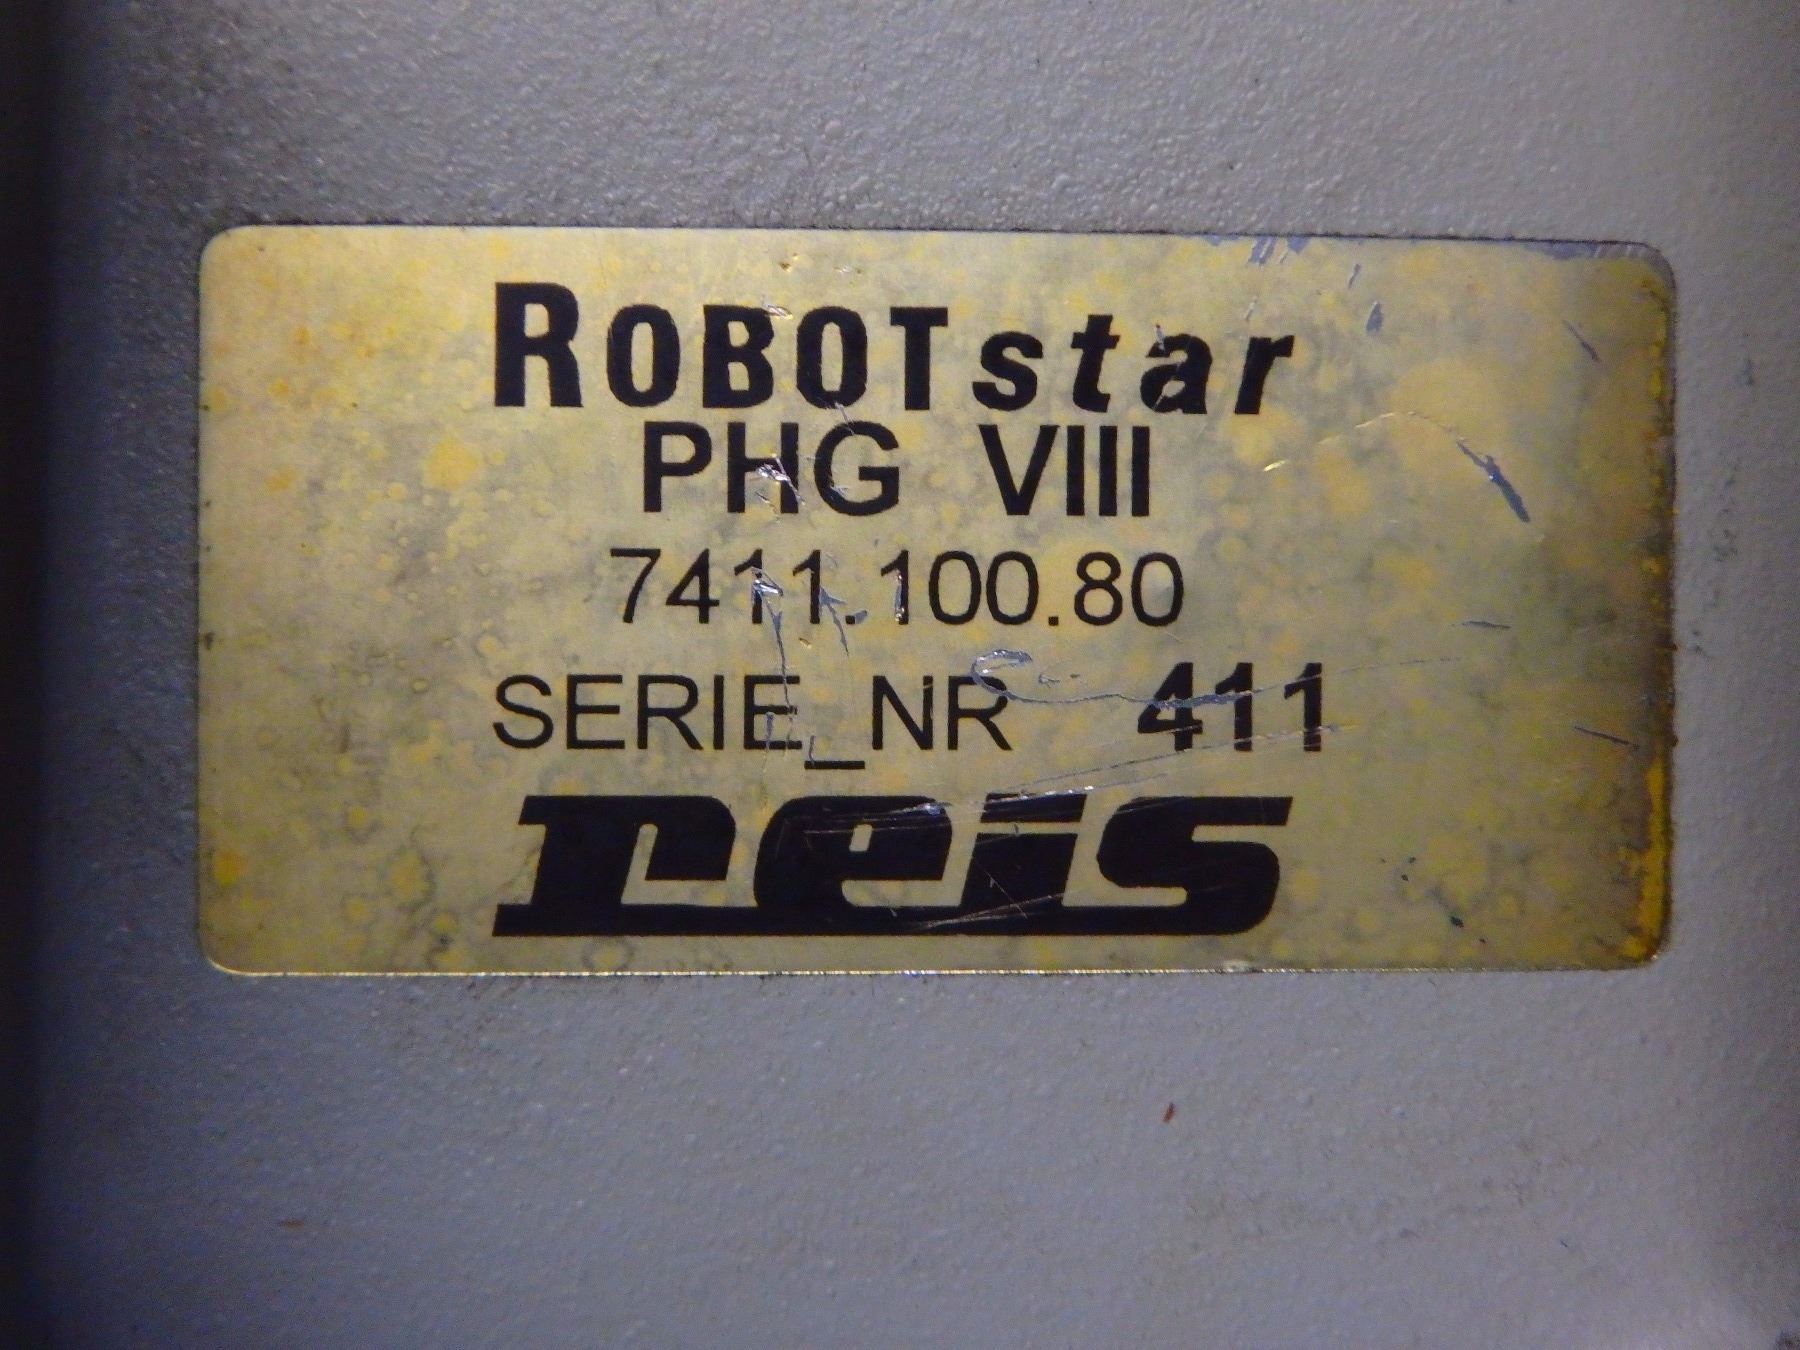 ROBOTstar
PHG VIII
7411.100.80
SERIE_NR 411
reis